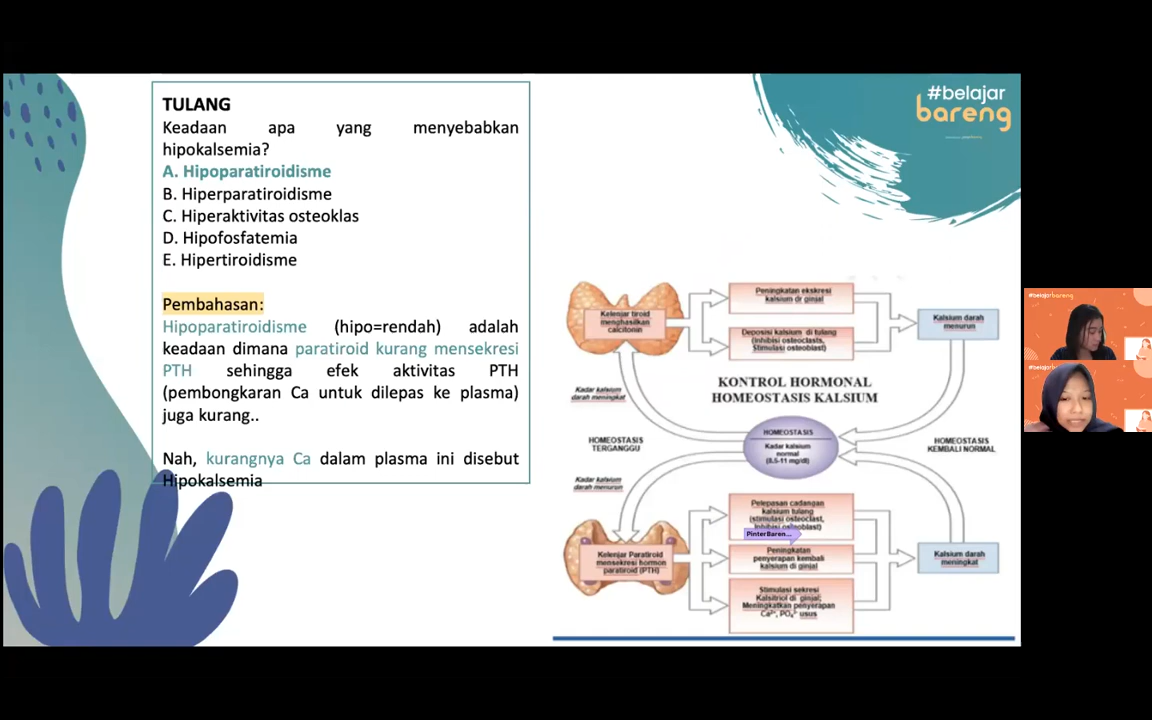 TULANG
Keadaan apa yang menyebabkan
hipokalsemia?
A. Hipoparatiroidisme
B. Hiperparatiroidisme
C. Hiperaktivitas osteoklas
D. Hipofosfatemia
E. Hipertiroidisme
Pembahasan:
Hipoparatiroidisme (hipo=rendah) adalah
keadaan dimana paratiroid kurang mensekresi
PTH sehingga efek aktivitas PTH
(pembongkaran Ca untuk dilepas ke plasma)
juga kurang..
Nah, kurangnya Ca dalam plasma ini disebut
Hipokalsemia
#belajar
bareng
Kelenjar tiroid
menghasilkan
calcitonin
Peningkatan ekskresi
kalsium dr ginjal
Deposisi kalsium di tulang
(Inhibisi osteoclasts,
Stimulasi osteoblast)
Kalsium darah
menurun
Kadar kalsium
darah meningkat
KONTROL HORMONAL
HOMEOSTASIS KALSIUM
HOMEOSTASIS
TERGANGGU
HOMEOSTASIS
Kadar kalsium
normal
(8.5-11 mg/dl)
HOMEOSTASIS
KEMBALI NORMAL
Kadar kalsium
darah menurun
Kelenjar Paratiroid
mensekresi hormon
paratiroid (PTH)
Pelepasan cadangan
kalsium tulang
(stimulasi osteoclast,
Inhibisi osteoblast)
PinterBaren...
Peningkatan
penyerapan kembali
kalsium di ginjal
Stimulasi sekresi
Kalsitriol di ginjal;
Meningkatkan penyerapan
Ca²⁺, PO₄³⁻ usus
Kalsium darah
meningkat
#belajarbareng
#belajar